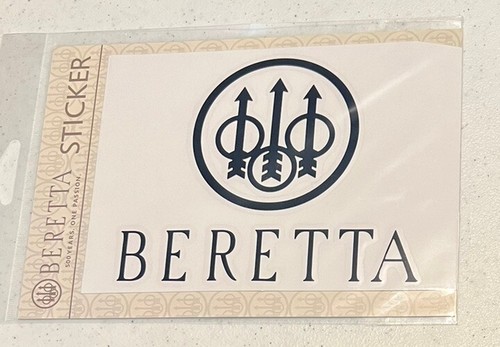 BERETTA
BERETTA STICKER
500 YEARS, ONE PASSION